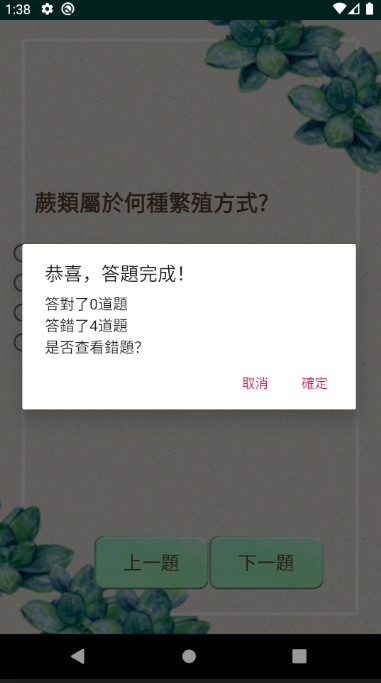 1:38
蕨類屬於何種繁殖方式?
恭喜，答題完成！
答對了0道題
答錯了4道題
是否查看錯題?
取消
確定
上一題
下一題